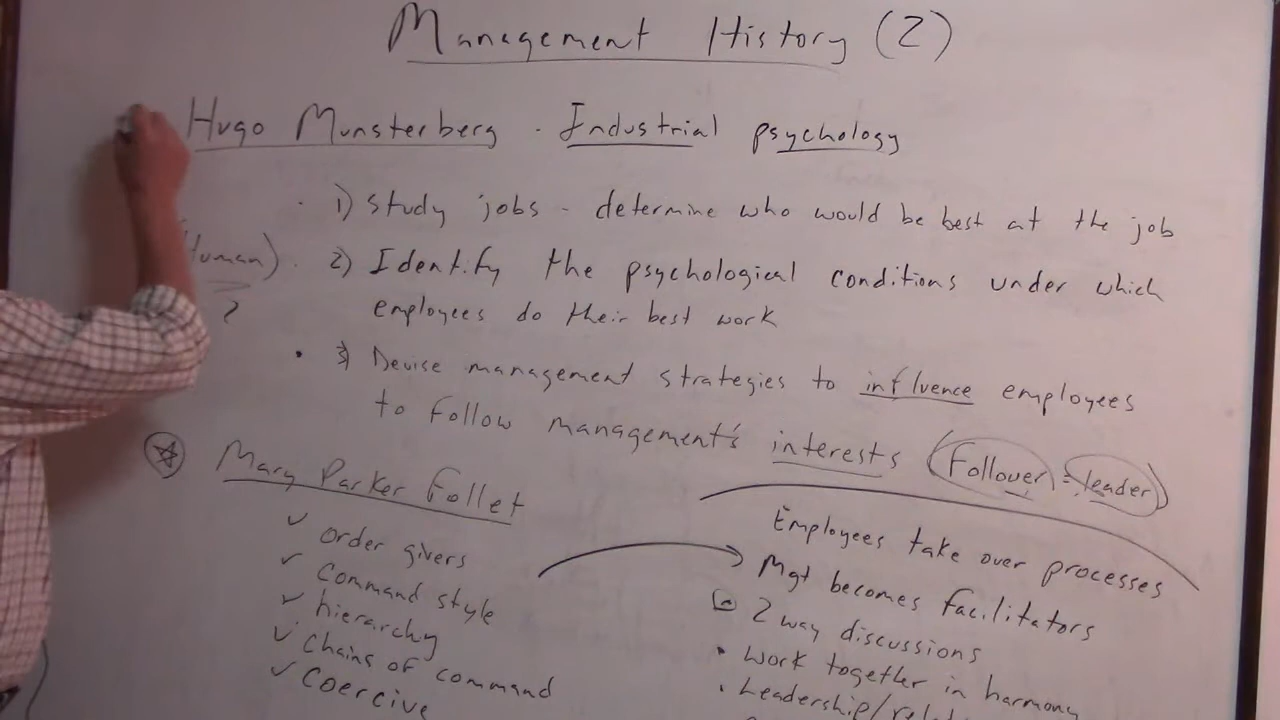 Management History (2)
Hugo Munsterberg - Industrial psychology
1) Study jobs - determine who would be best at the job
(Human)
2) Identify the psychological conditions under which
employees do their best work
?
3) Devise management strategies to influence employees
to follow management's interests (Follower = leader)
Mary Parker Follet
✓ order givers
✓ Command style
✓ hierarchy
✓ Chains of command
✓ Coercive
Employees take over processes
Mgt becomes facilitators
2 way discussions
• work together in harmony
• Leadership/